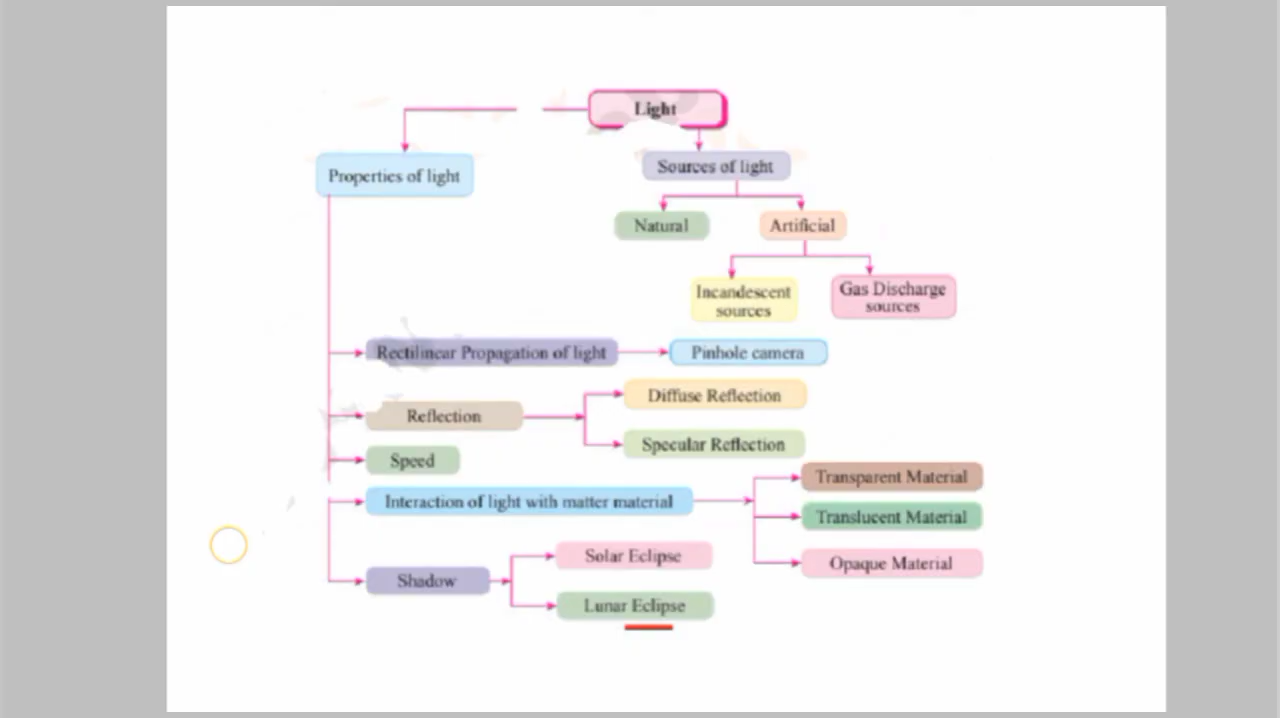 Light
Properties of light
Sources of light
Natural
Artificial
Incandescent
sources
Gas Discharge
sources
Rectilinear Propagation of light
Pinhole camera
Reflection
Diffuse Reflection
Specular Reflection
Speed
Interaction of light with matter material
Transparent Material
Translucent Material
Opaque Material
Shadow
Solar Eclipse
Lunar Eclipse